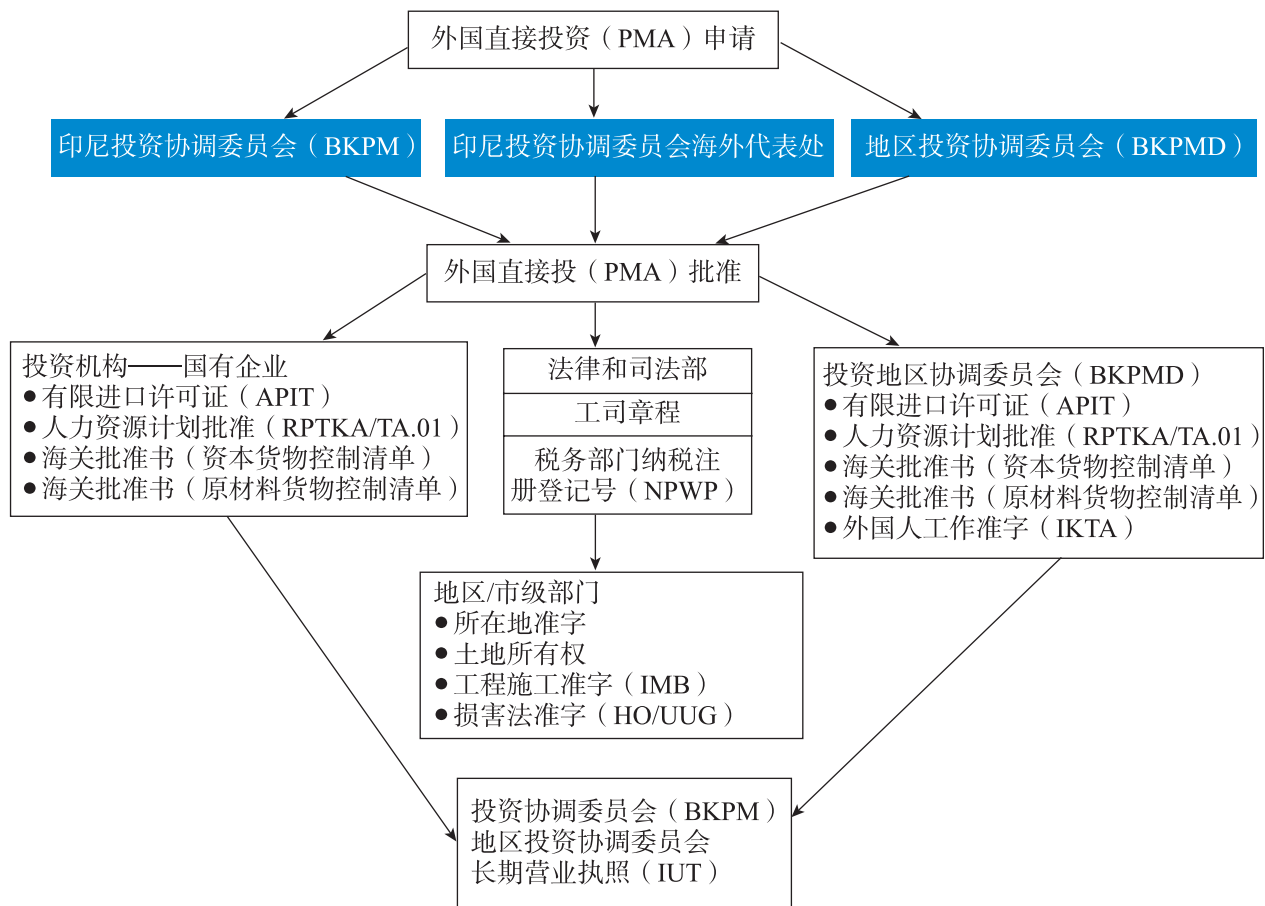 外国直接投资（PMA）申请
印尼投资协调委员会（BKPM）
印尼投资协调委员会海外代表处
地区投资协调委员会（BKPMD）
外国直接投（PMA）批准
投资机构——国有企业
●有限进口许可证（APIT）
●人力资源计划批准（RPTKA/TA.01）
●海关批准书（资本货物控制清单）
●海关批准书（原材料货物控制清单）
法律和司法部
工司章程
税务部门纳税注
册登记号（NPWP）
投资地区协调委员会（BKPMD）
●有限进口许可证（APIT）
●人力资源计划批准（RPTKA/TA.01）
●海关批准书（资本货物控制清单）
●海关批准书（原材料货物控制清单）
●外国人工作准字（IKTA）
地区/市级部门
●所在地准字
●土地所有权
●工程施工准字（IMB）
●损害法准字（HO/UUG）
投资协调委员会（BKPM）
地区投资协调委员会
长期营业执照（IUT）